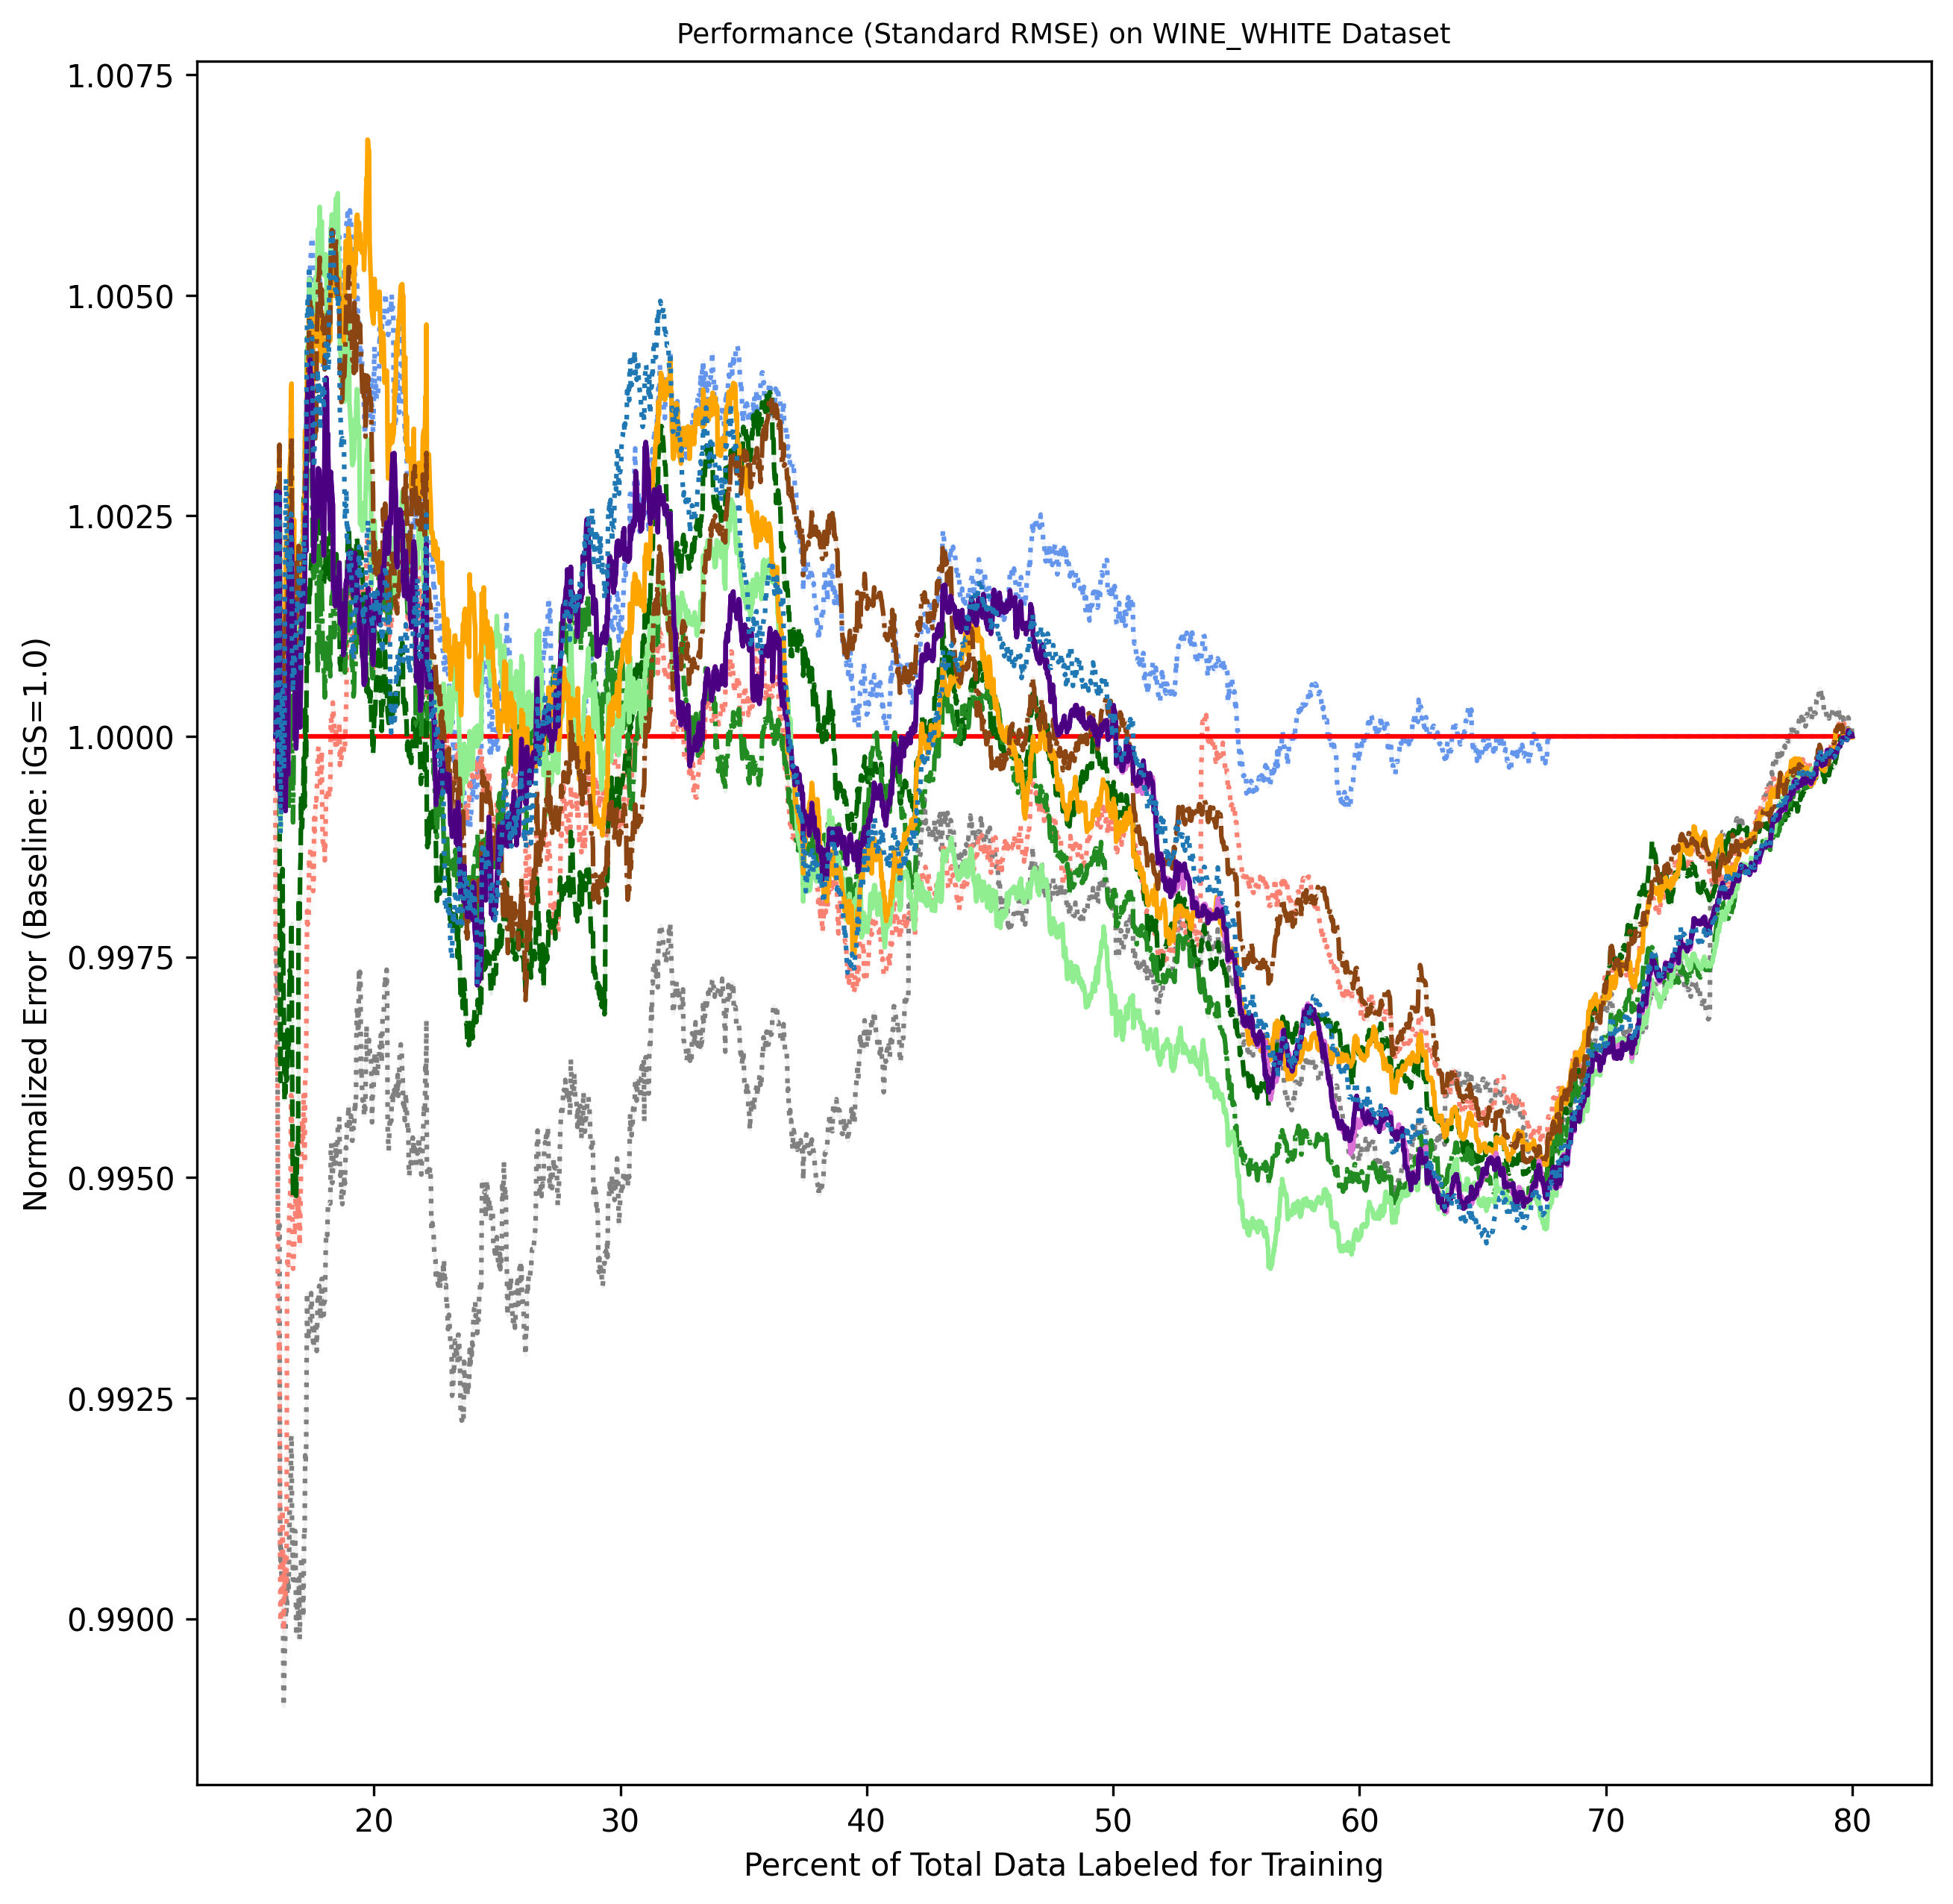 Performance (Standard RMSE) on WINE_WHITE Dataset
1.0075
1.0050
1.0025
1.0000
0.9975
0.9950
0.9925
0.9900
Normalized Error (Baseline: iGS=1.0)
20 30 40 50 60 70 80
Percent of Total Data Labeled for Training